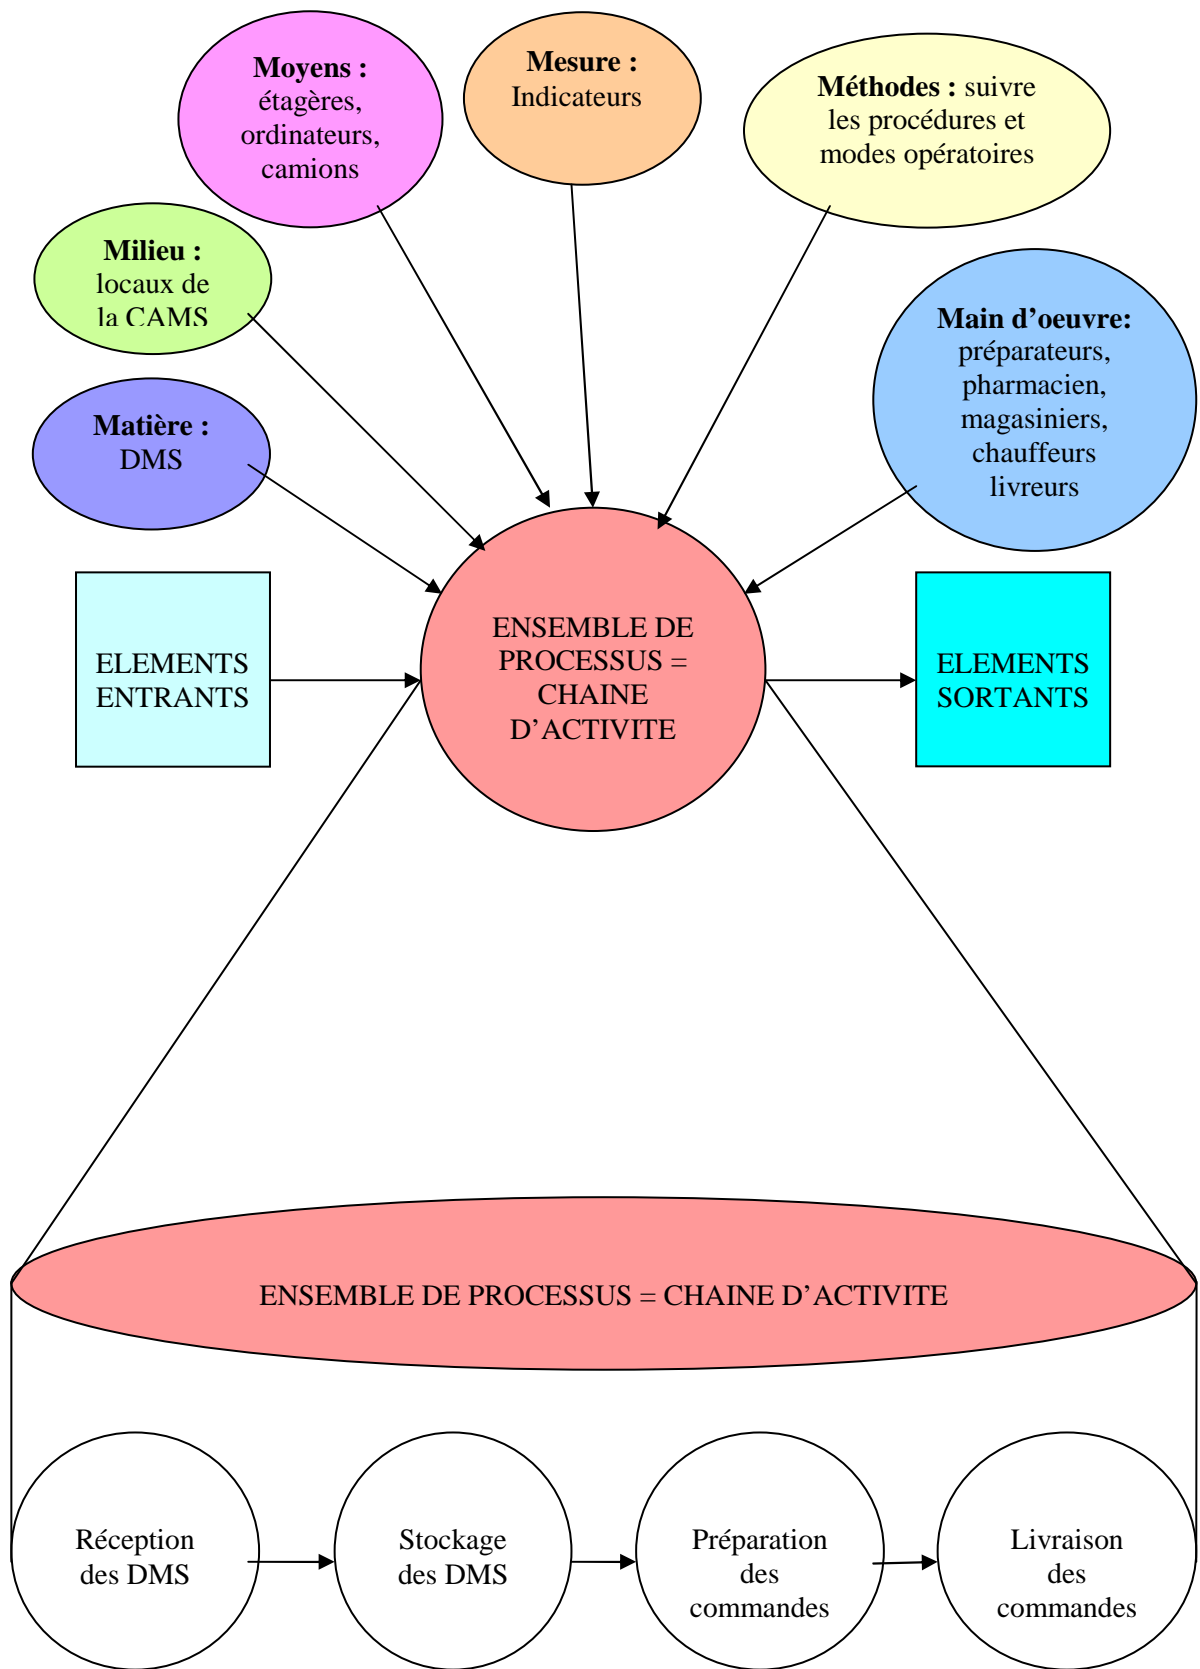 Moyens :
étagères,
ordinateurs,
camions
Mesure :
Indicateurs
Méthodes : suivre
les procédures et
modes opératoires
Milieu :
locaux de
la CAMS
Main d’oeuvre:
préparateurs,
pharmacien,
magasiniers,
chauffeurs
livreurs
Matière :
DMS
ELEMENTS
ENTRANTS
ENSEMBLE DE
PROCESSUS =
CHAINE
D’ACTIVITE
ELEMENTS
SORTANTS
ENSEMBLE DE PROCESSUS = CHAINE D’ACTIVITE
Réception
des DMS
Stockage
des DMS
Préparation
des
commandes
Livraison
des
commandes